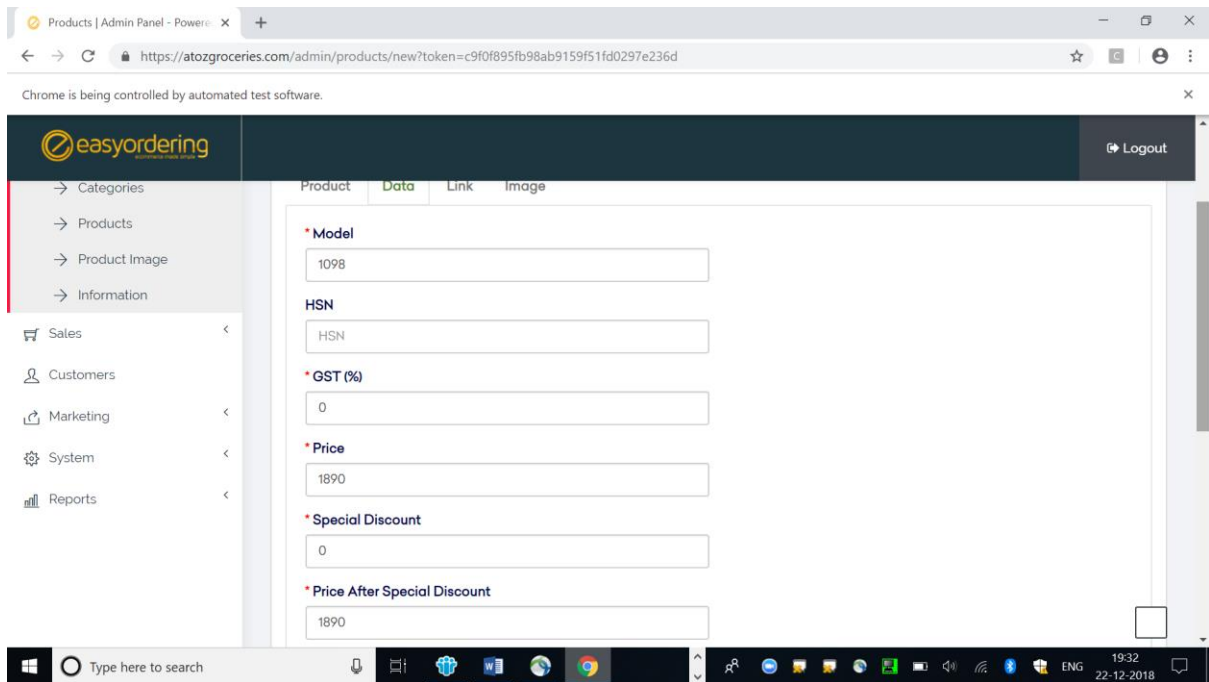 Products | Admin Panel - Powere
https://atozgroceries.com/admin/products/new?token=c9f0f895fb98ab9159f51fd0297e236d
Chrome is being controlled by automated test software.
easyordering
ecommerce made simple
Logout
Categories
Products
Product Image
Information
Sales
Customers
Marketing
System
Reports
Product Data Link Image
* Model
1098
HSN
HSN
* GST (%)
0
* Price
1890
* Special Discount
0
* Price After Special Discount
1890
Type here to search
ENG
19:32
22-12-2018